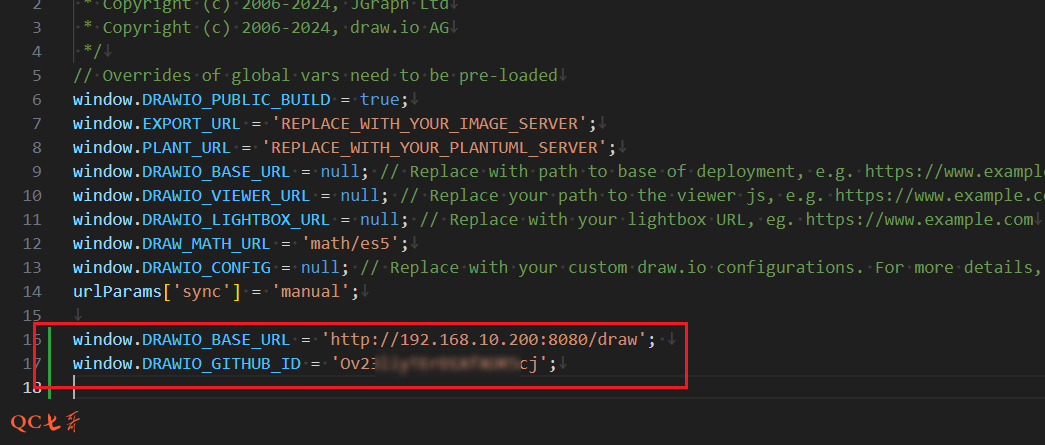 2 * Copyright (c) 2006-2024, JGraph Ltd
3 * Copyright (c) 2006-2024, draw.io AG
4 */
5 // Overrides of global vars need to be pre-loaded
6 window.DRAWIO_PUBLIC_BUILD = true;
7 window.EXPORT_URL = 'REPLACE_WITH_YOUR_IMAGE_SERVER';
8 window.PLANT_URL = 'REPLACE_WITH_YOUR_PLANTUML_SERVER';
9 window.DRAWIO_BASE_URL = null; // Replace with path to base of deployment, e.g. https://www.example
10 window.DRAWIO_VIEWER_URL = null; // Replace your path to the viewer js, e.g. https://www.example.c
11 window.DRAWIO_LIGHTBOX_URL = null; // Replace with your lightbox URL, eg. https://www.example.com
12 window.DRAW_MATH_URL = 'math/es5';
13 window.DRAWIO_CONFIG = null; // Replace with your custom draw.io configurations. For more details,
14 urlParams['sync'] = 'manual';
15
16 window.DRAWIO_BASE_URL = 'http://192.168.10.200:8080/draw';
17 window.DRAWIO_GITHUB_ID = 'Ov23 cj';
18
QC七哥